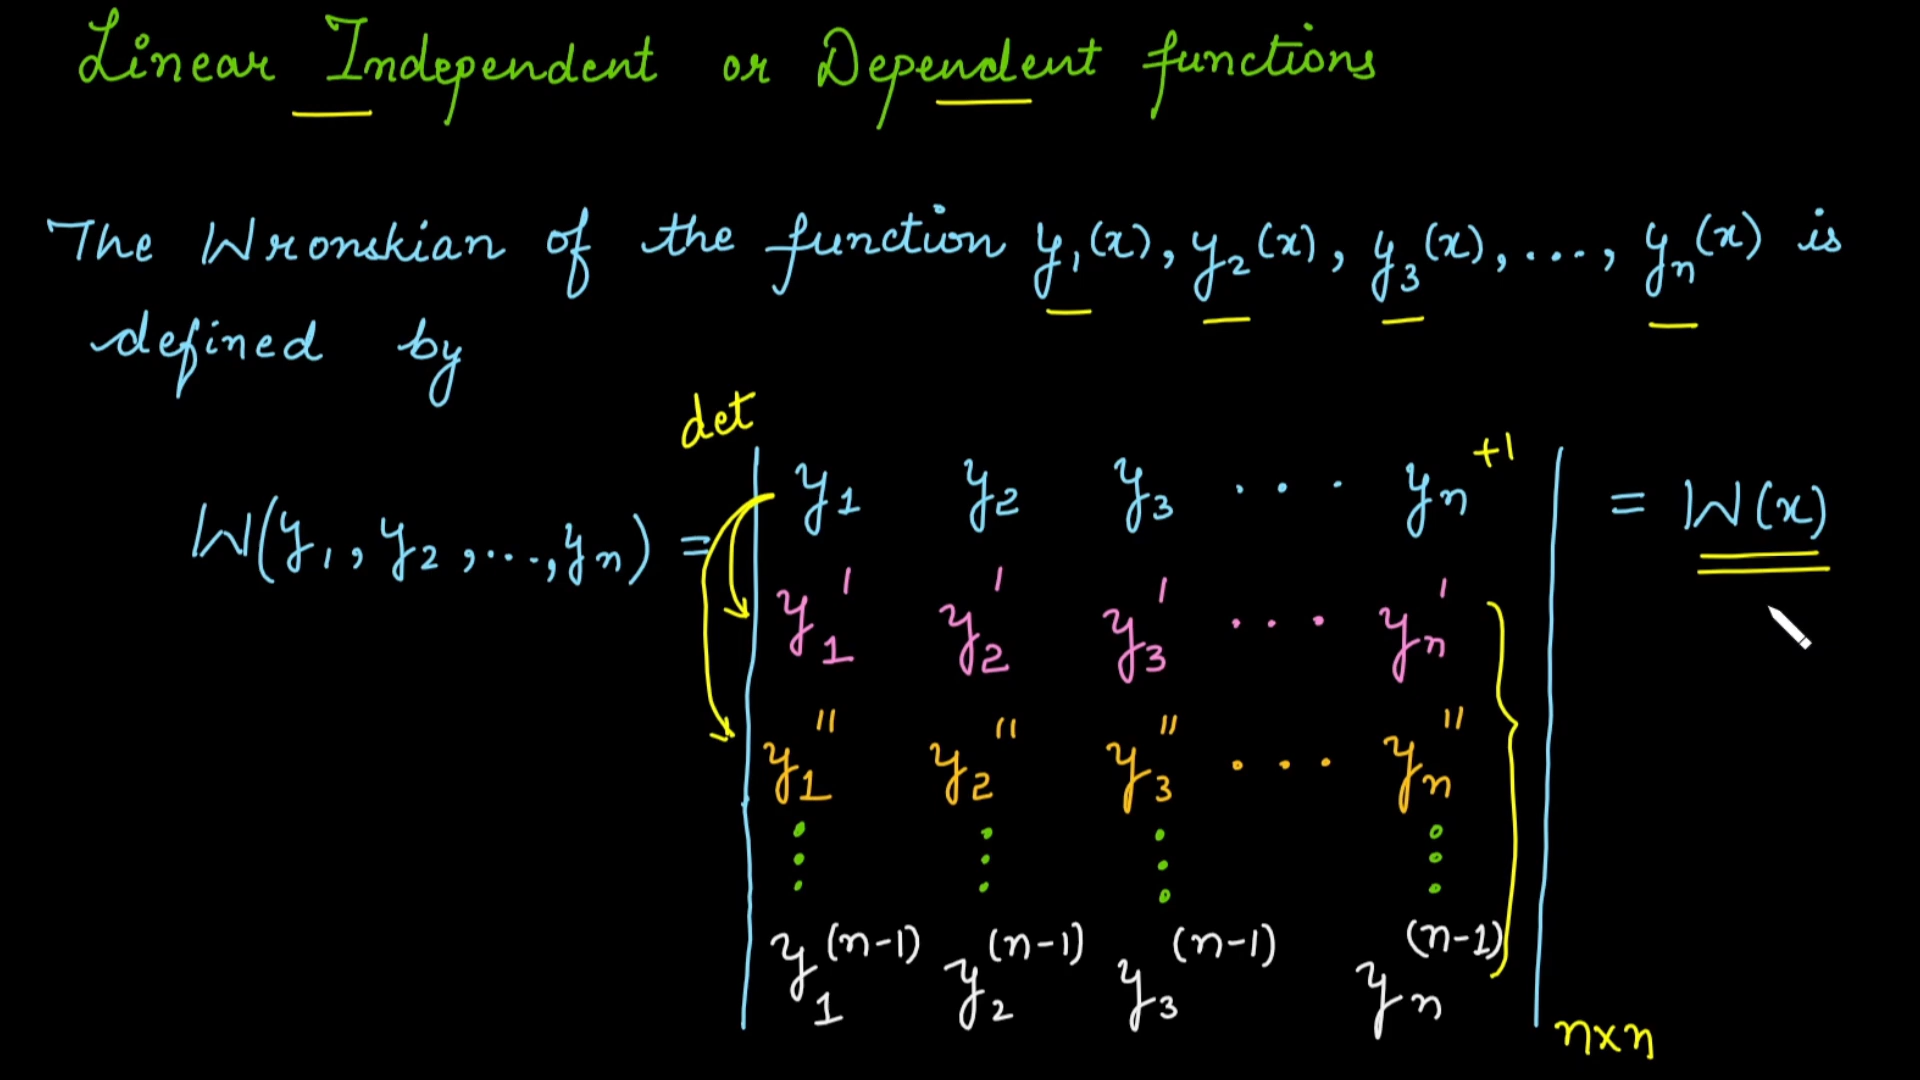 Linear Independent or Dependent functions
The Wronskian of the function y₁(x), y₂(x), y₃(x), ..., yₙ(x) is
defined by
det
W(y₁, y₂, ..., yₙ) = | y₁ y₂ y₃ ... yₙ +1 | = W(x)
y₁' y₂' y₃' ... yₙ'
y₁'' y₂'' y₃'' ... yₙ''
⋮ ⋮ ⋮ ⋮
y₁⁽ⁿ⁻¹⁾ y₂⁽ⁿ⁻¹⁾ y₃⁽ⁿ⁻¹⁾ yₙ⁽ⁿ⁻¹⁾
n×n